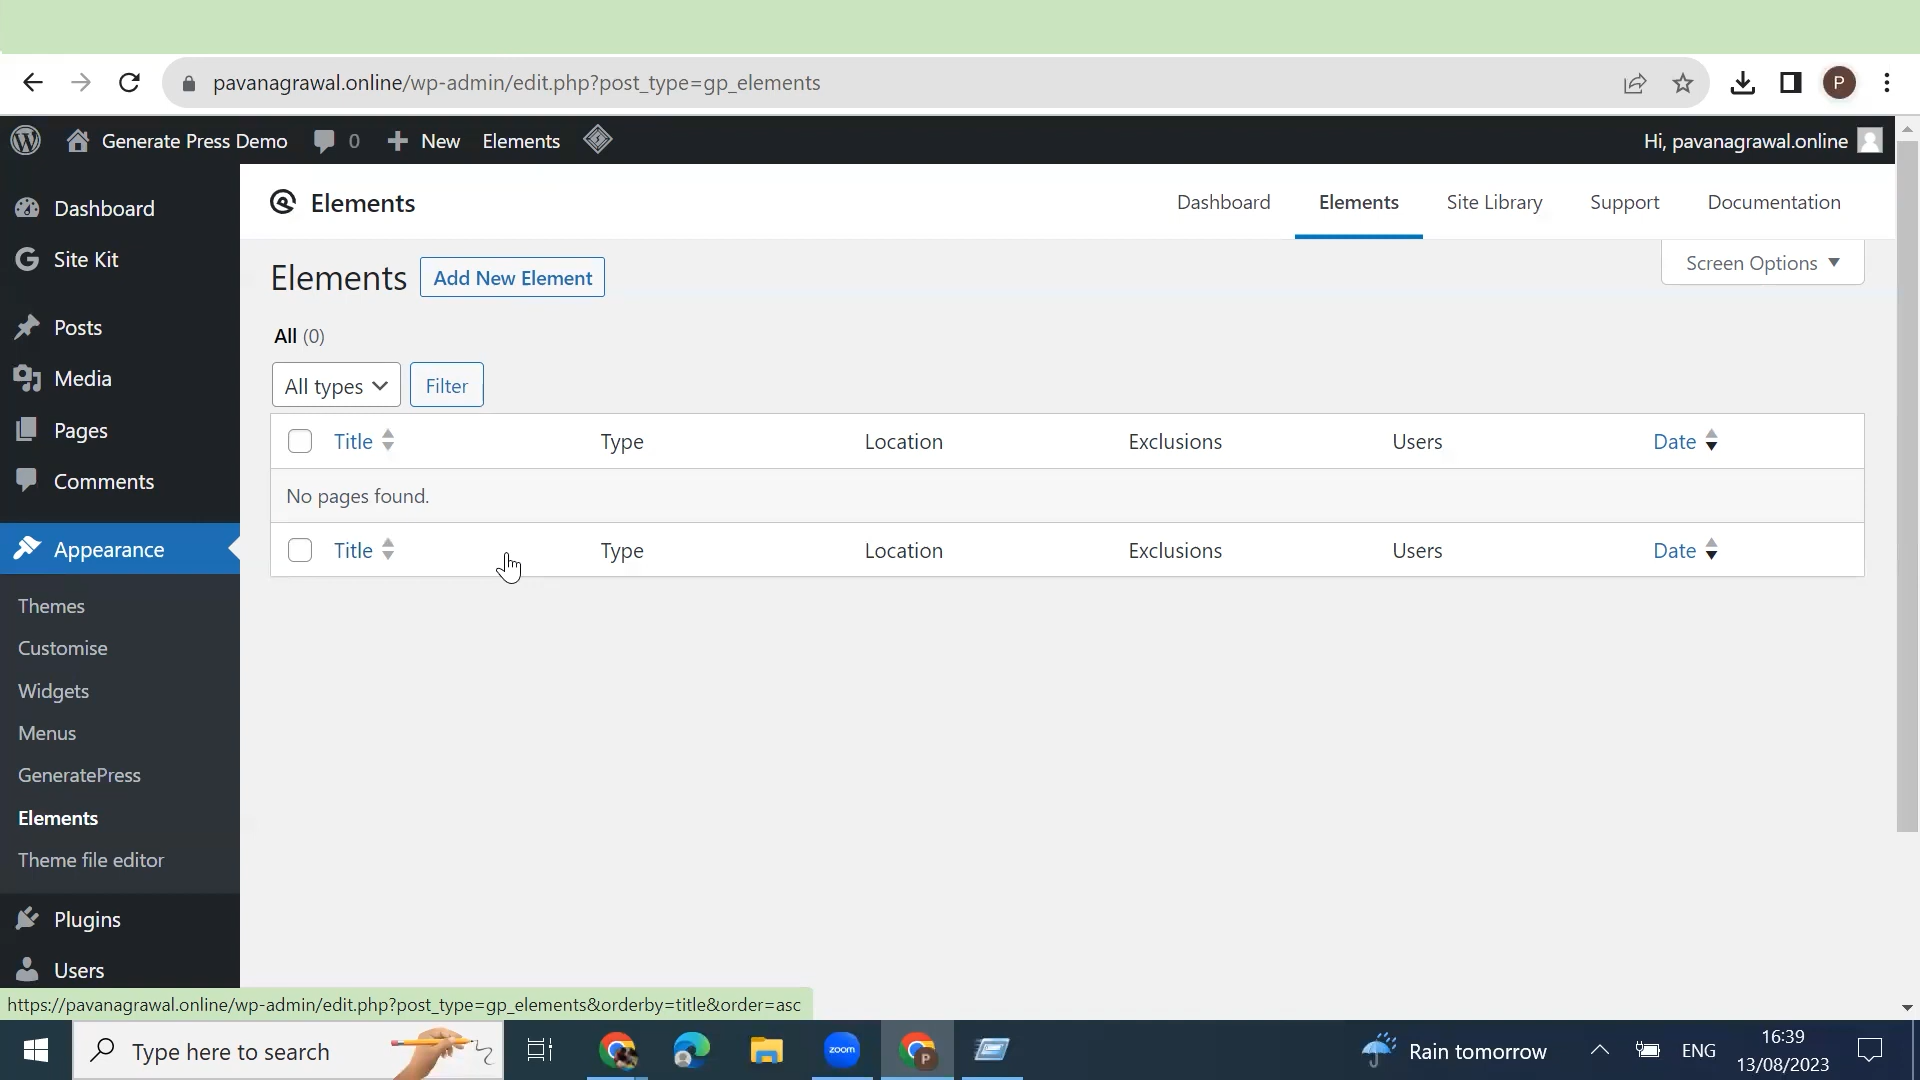 pavanagrawal.online/wp-admin/edit.php?post_type=gp_elements
P
Generate Press Demo 0 New Elements
Hi, pavanagrawal.online
Dashboard
Site Kit
Posts
Media
Pages
Comments
Appearance
Themes
Customise
Widgets
Menus
GeneratePress
Elements
Theme file editor
Plugins
Users
Elements
Dashboard Elements Site Library Support Documentation
Elements Add New Element
Screen Options
All (0)
All types Filter
Title Type Location Exclusions Users Date
No pages found.
Title Type Location Exclusions Users Date
https://pavanagrawal.online/wp-admin/edit.php?post_type=gp_elements&orderby=title&order=asc
Type here to search
zoom
P
Rain tomorrow
ENG
16:39
13/08/2023